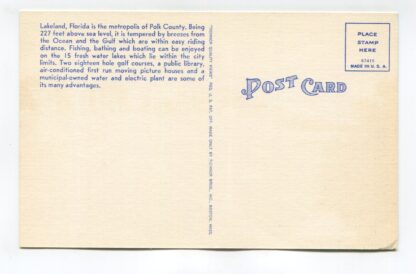 Lakeland, Florida is the metropolis of Polk County. Being
227 feet above sea level, it is tempered by breezes from
the Ocean and the Gulf which are within easy riding
distance. Fishing, bathing and boating can be enjoyed
on the 15 fresh water lakes which lie within the city
limits. Two eighteen hole golf courses, a public library,
air-conditioned first run moving picture houses and a
municipal-owned water and electric plant are some of
its many advantages.
POST CARD
PLACE
STAMP
HERE
MADE IN U.S.A.